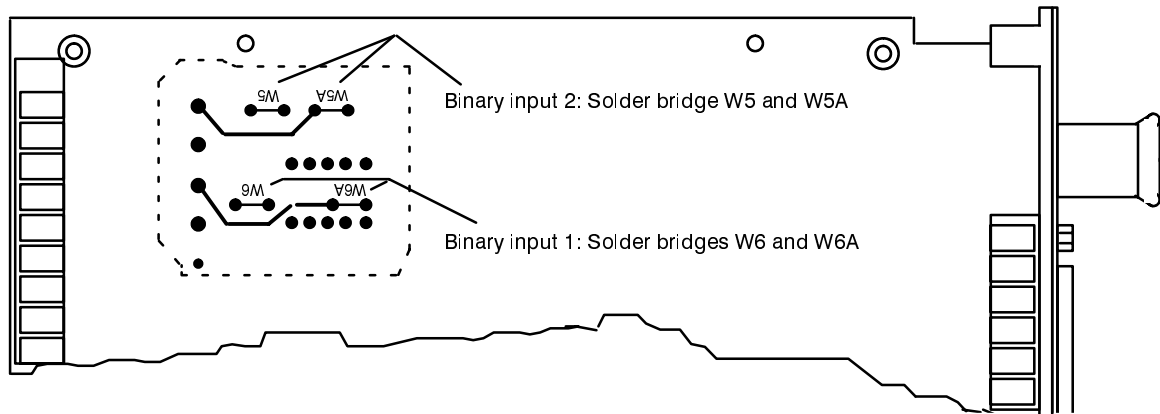 W5 W5A
Binary input 2: Solder bridge W5 and W5A
W6 W6A
Binary input 1: Solder bridges W6 and W6A